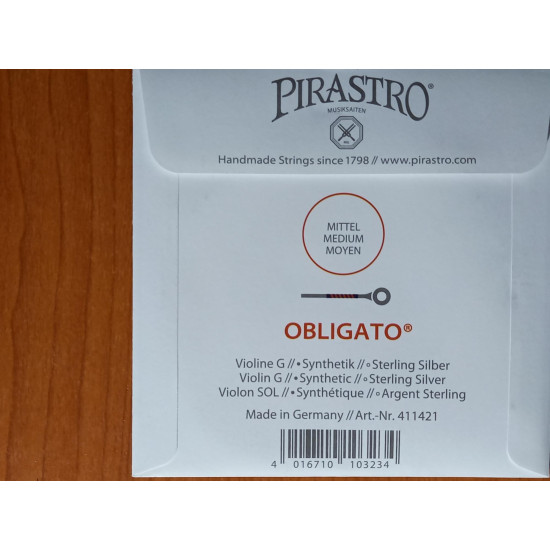 PIRASTRO®
MUSIKSAITEN
Handmade Strings since 1798 // www.pirastro.com
MITTEL
MEDIUM
MOYEN
OBLIGATO®
Violine G // •Synthetik // ∘Sterling Silber
Violin G // •Synthetic // ∘Sterling Silver
Violon SOL // •Synthétique // ∘Argent Sterling
Made in Germany // Art.-Nr. 411421
4 016710 103234